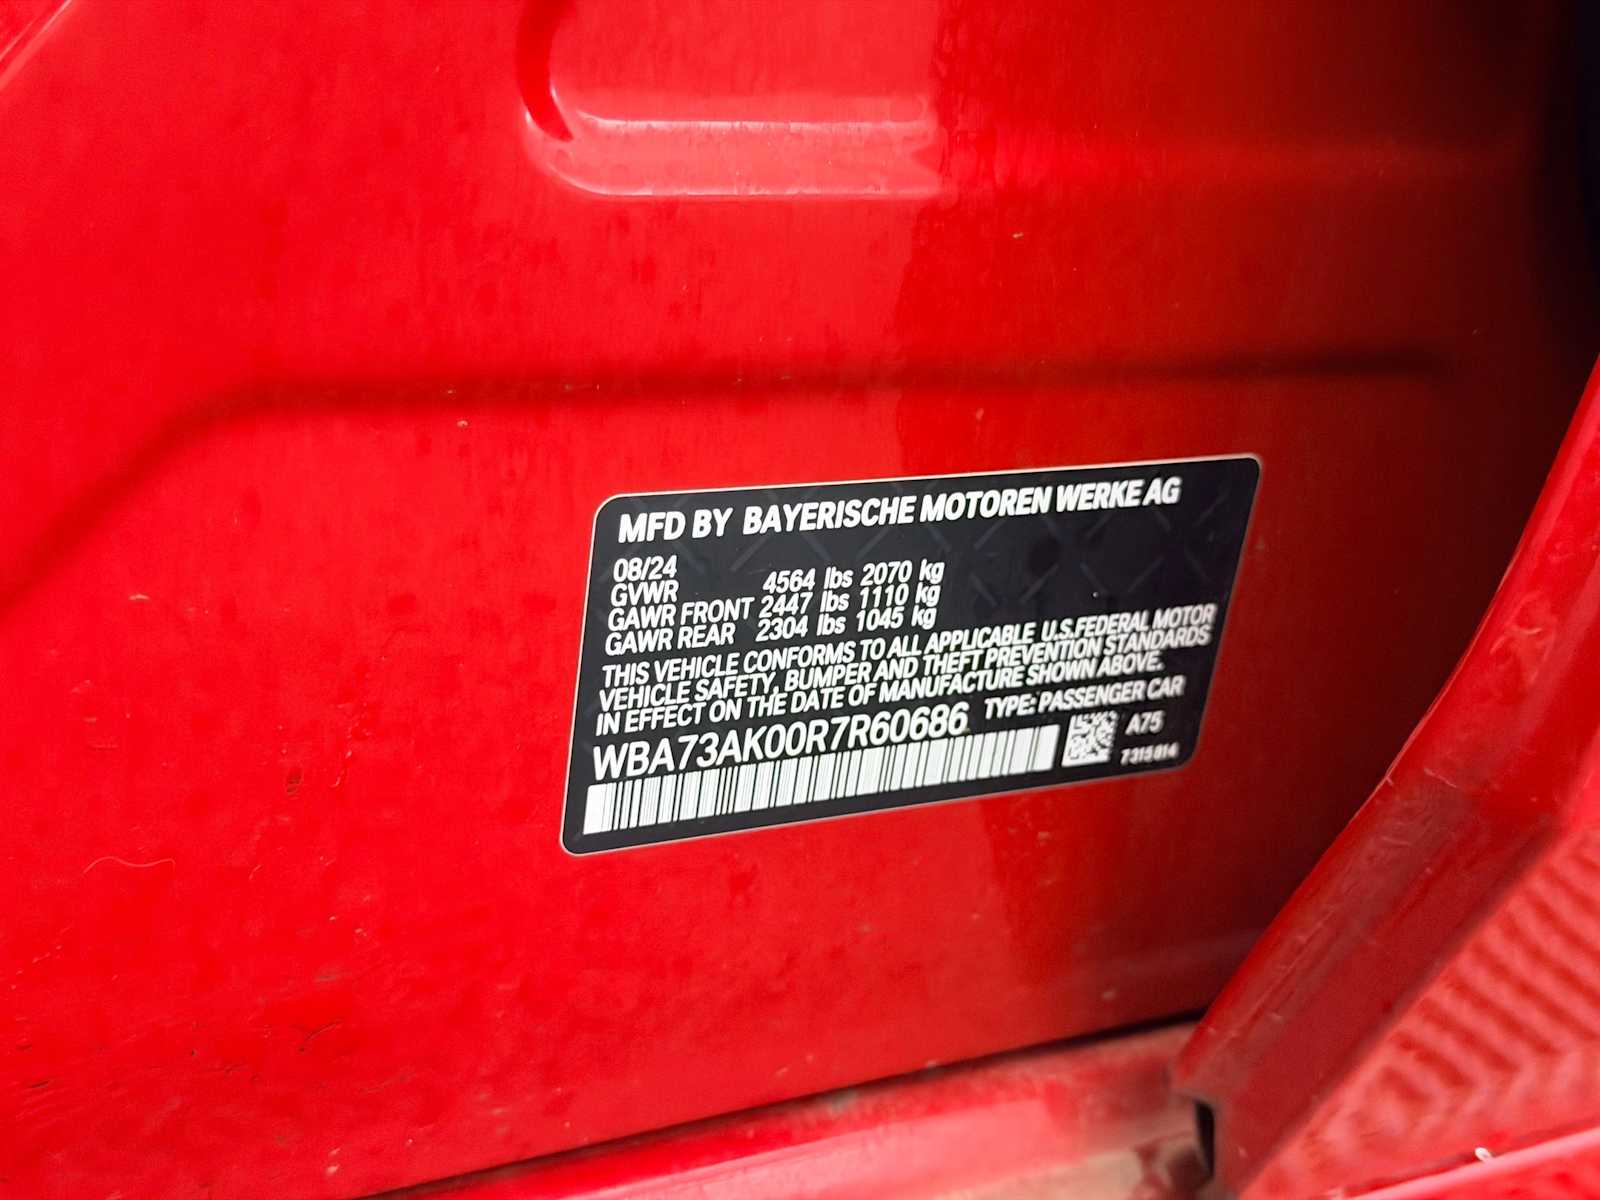 MFD BY BAYERISCHE MOTOREN WERKE AG
08/24
GVWR 4564 lbs 2070 kg
GAWR FRONT 2447 lbs 1110 kg
GAWR REAR 2304 lbs 1045 kg
THIS VEHICLE CONFORMS TO ALL APPLICABLE U.S.FEDERAL MOTOR
VEHICLE SAFETY, BUMPER AND THEFT PREVENTION STANDARDS
IN EFFECT ON THE DATE OF MANUFACTURE SHOWN ABOVE.
WBA73AK00R7R60686 TYPE: PASSENGER CAR
A75
7315814